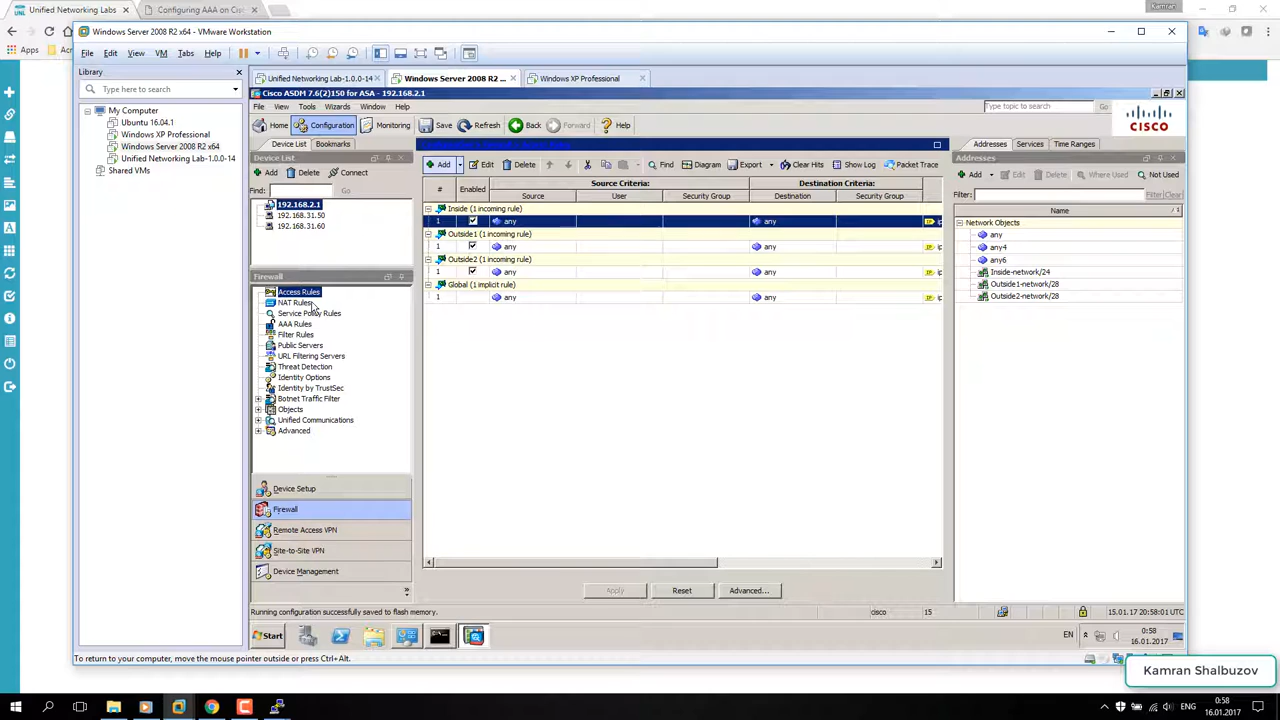 Unified Networking Labs
Configuring AAA on Cis
Kamran
Apps
Windows Server 2008 R2 x64 - VMware Workstation
File Edit View VM Tabs Help
Library
Type here to search
My Computer
Ubuntu 16.04.1
Windows XP Professional
Windows Server 2008 R2 x64
Unified Networking Lab-1.0.0-14
Shared VMs
Unified Networking Lab-1.0.0-14
Windows Server 2008 R2 ...
Windows XP Professional
Cisco ASDM 7.6(2)150 for ASA - 192.168.2.1
File View Tools Wizards Window Help
Type topic to search
Go
Home Configuration Monitoring Save Refresh Back Forward Help
CISCO
Device List Bookmarks
Device List
Add Delete Connect
Find: Go
192.168.2.1
192.168.31.50
192.168.31.60
Firewall
Access Rules
NAT Rules
Service Policy Rules
AAA Rules
Filter Rules
Public Servers
URL Filtering Servers
Threat Detection
Identity Options
Identity by TrustSec
Botnet Traffic Filter
Objects
Unified Communications
Advanced
Device Setup
Firewall
Remote Access VPN
Site-to-Site VPN
Device Management
Add Edit Delete Find Diagram Export Clear Hits Show Log Packet Trace
# Enabled Source Criteria: Destination Criteria:
Source User Security Group Destination Security Group
Inside (1 incoming rule)
1 any any ip
Outside1 (1 incoming rule)
1 any any ip
Outside2 (1 incoming rule)
1 any any ip
Global (1 implicit rule)
1 any any ip
Apply Reset Advanced...
Addresses Services Time Ranges
Addresses
Add Edit Delete Where Used Not Used
Filter: Filter Clear
Name
Network Objects
any
any4
any6
Inside-network/24
Outside1-network/28
Outside2-network/28
Running configuration successfully saved to flash memory.
cisco 15 15.01.17 20:58:01 UTC
Start
EN
0:58
16.01.2017
To return to your computer, move the mouse pointer outside or press Ctrl+Alt.
Kamran Shalbuzov
ENG
0:58
16.01.2017